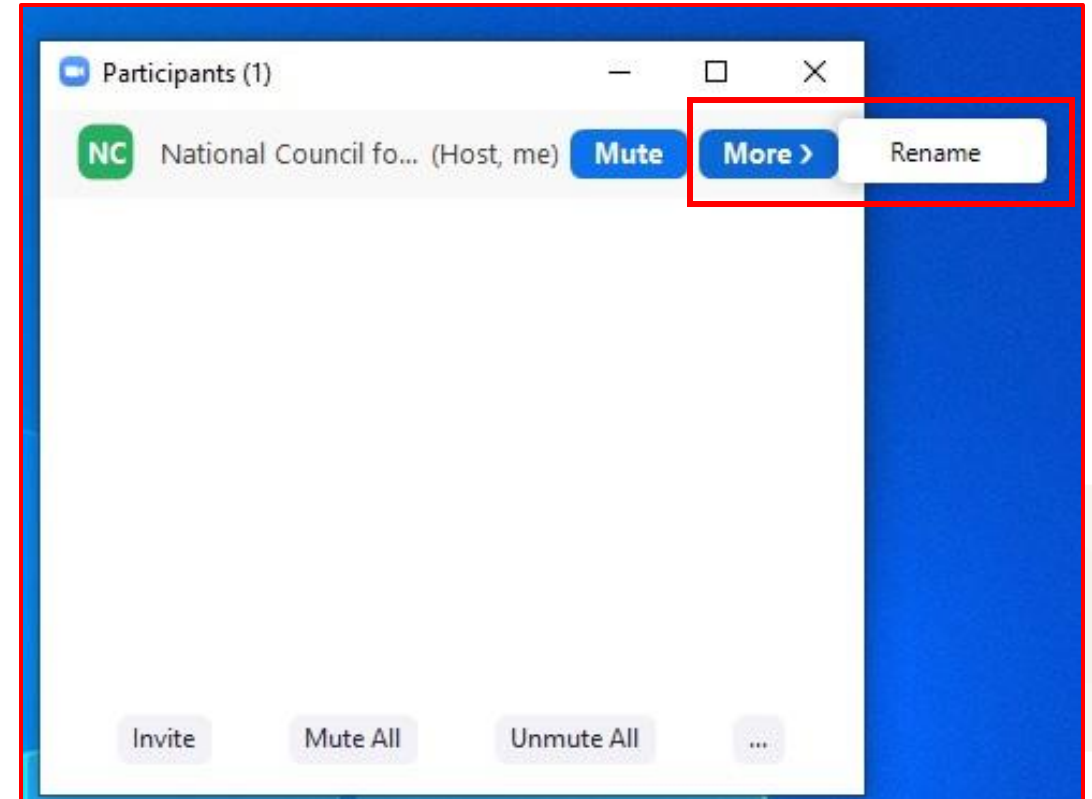 Participants (1)
NC National Council fo... (Host, me) Mute More > Rename
Invite Mute All Unmute All ...